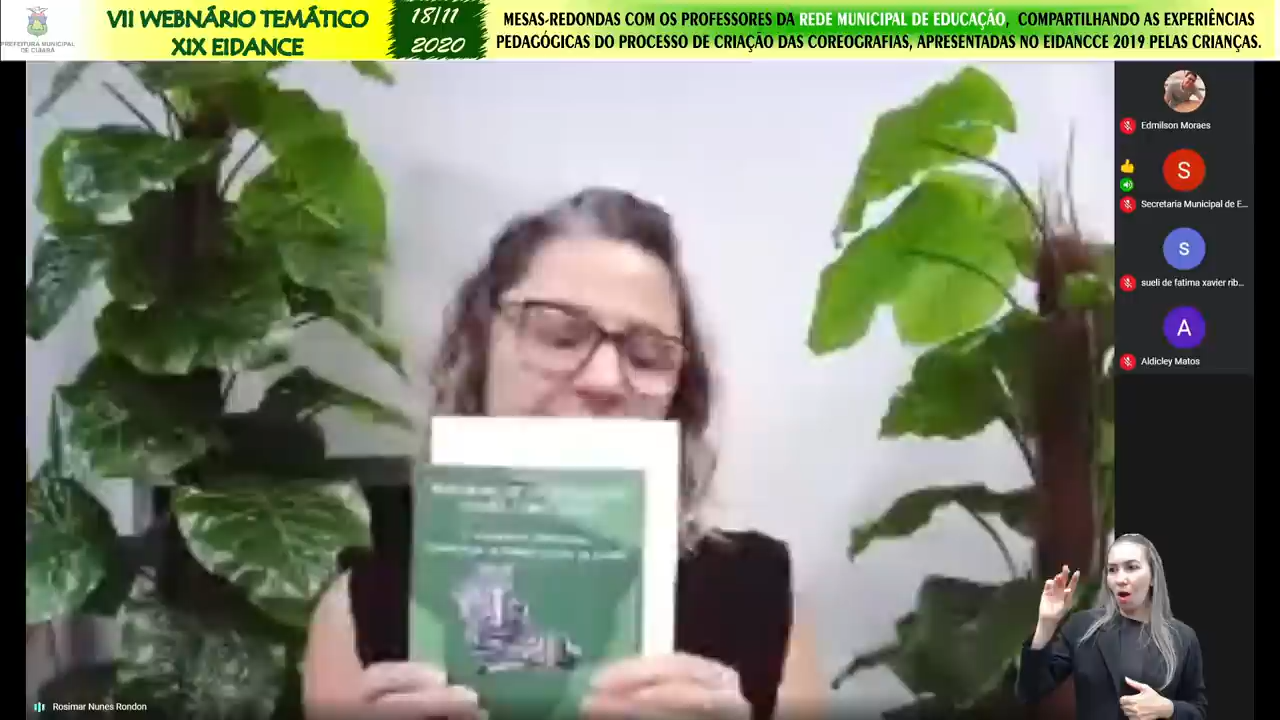 PREFEITURA MUNICIPAL
DE CUIABÁ
VII WEBNÁRIO TEMÁTICO
XIX EIDANCE
18/11
2020
MESAS-REDONDAS COM OS PROFESSORES DA REDE MUNICIPAL DE EDUCAÇÃO, COMPARTILHANDO AS EXPERIÊNCIAS
PEDAGÓGICAS DO PROCESSO DE CRIAÇÃO DAS COREOGRAFIAS, APRESENTADAS NO EIDANCCE 2019 PELAS CRIANÇAS.
Edmilson Moraes
S
Secretaria Municipal de E...
s
sueli de fatima xavier rib...
A
Aldicley Matos
Rosimar Nunes Rondon